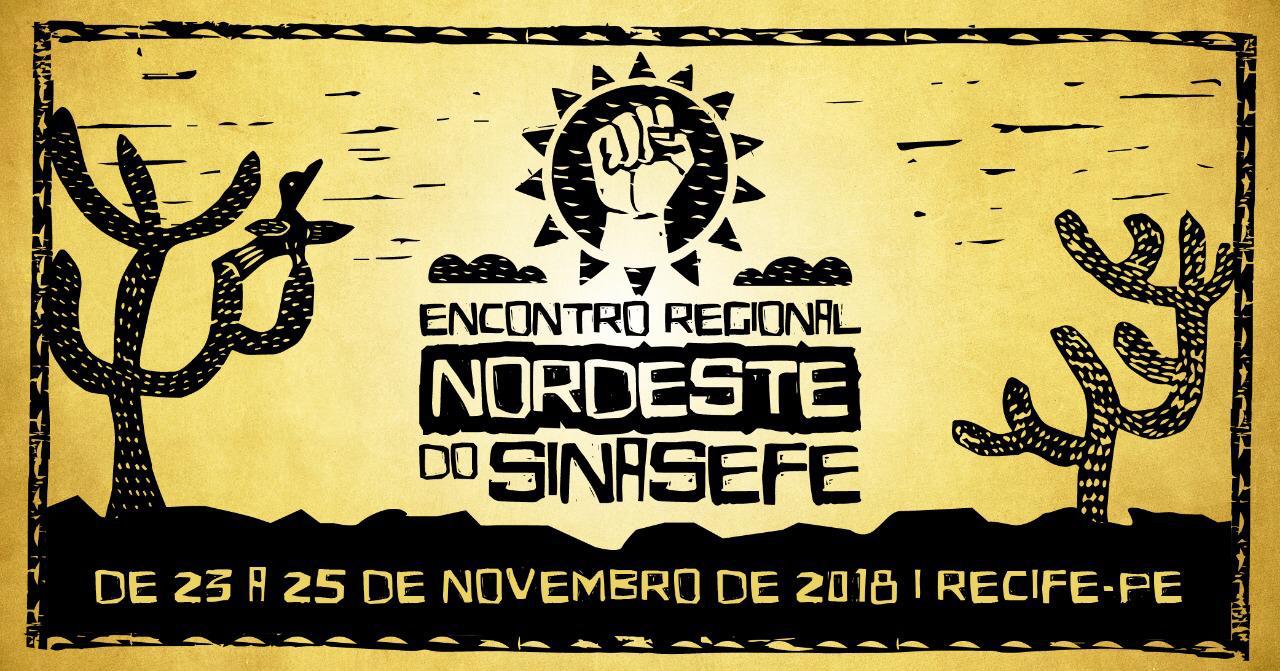 ENCONTRO REGIONAL
NORDESTE
DO SINASEFE
DE 23 A 25 DE NOVEMBRO DE 2018 | RECIFE-PE